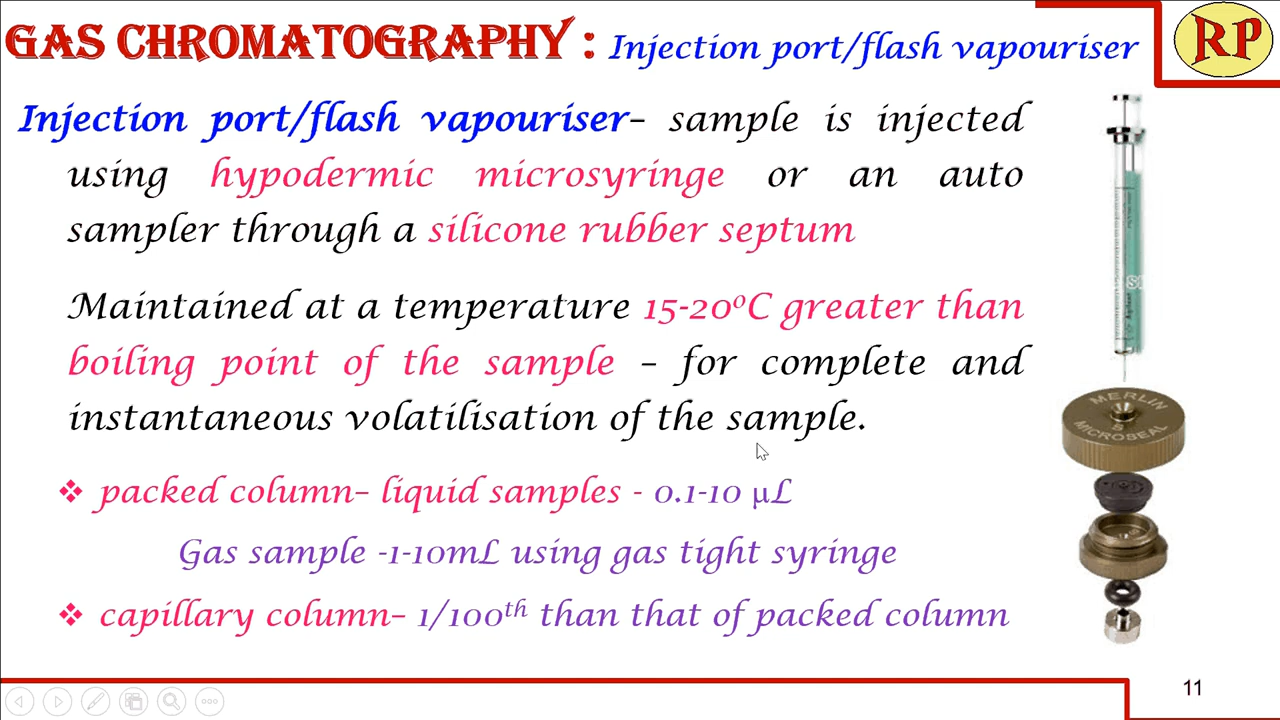 GAS CHROMATOGRAPHY : Injection port/flash vapouriser
RP
Injection port/flash vapouriser– sample is injected
using hypodermic microsyringe or an auto
sampler through a silicone rubber septum
Maintained at a temperature 15-20⁰C greater than
boiling point of the sample – for complete and
instantaneous volatilisation of the sample.
❖ packed column– liquid samples - 0.1-10 µL
Gas sample -1-10mL using gas tight syringe
❖ capillary column– 1/100th than that of packed column
MERLIN
MICROSEAL
11